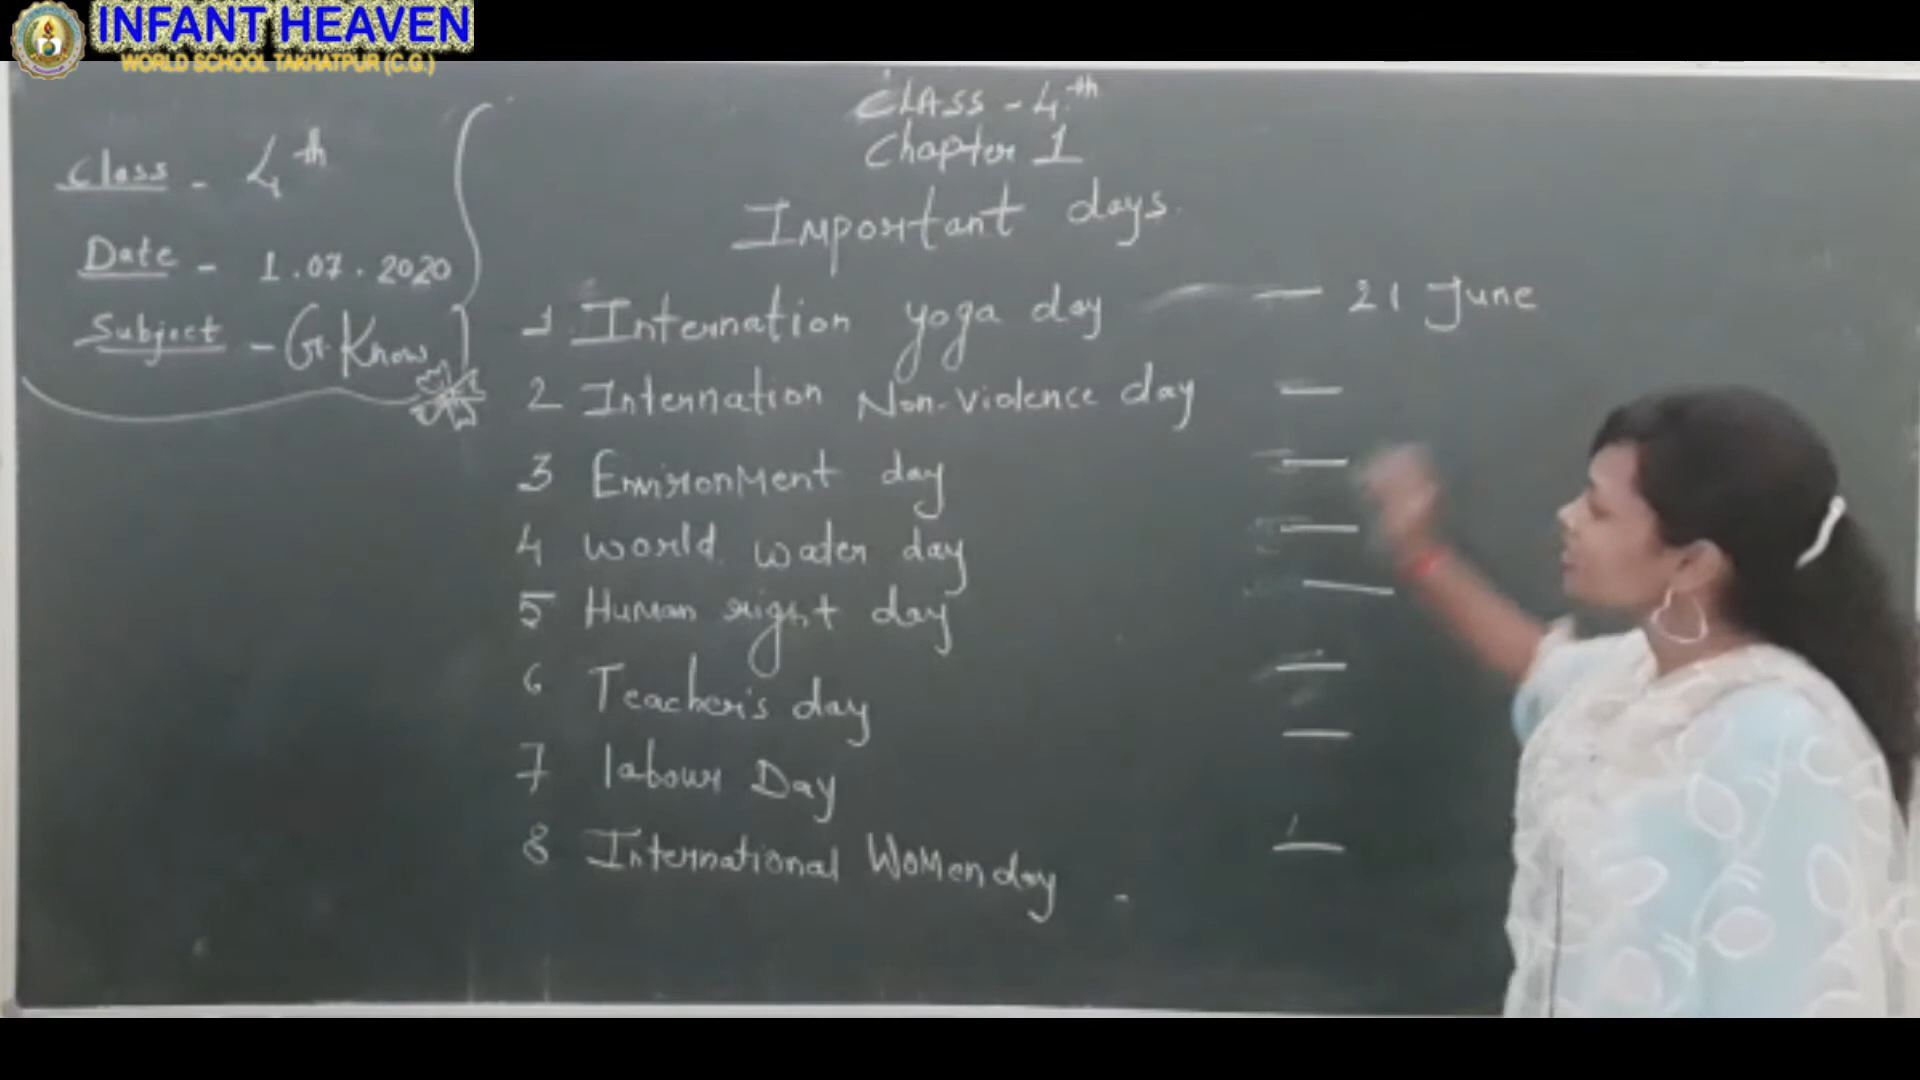 INFANT HEAVEN
WORLD SCHOOL TAKHATPUR (C.G.)
Class - 4th
Date - 1.07.2020
Subject - G. Know
CLASS - 4th
Chapter 1
Important days.
1. Internation yoga day — 21 June
2 Internation Non-violence day —
3 Environment day —
4 world water day —
5 Human right day —
6 Teacher's day —
7 labour Day —
8 International Women day —